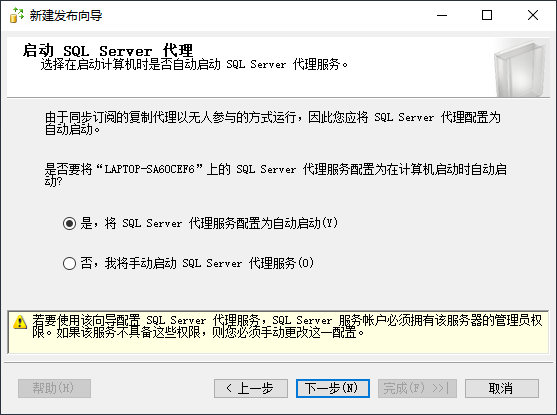 新建发布向导
启动 SQL Server 代理
选择在启动计算机时是否自动启动 SQL Server 代理服务。
由于同步订阅的复制代理以无人参与的方式运行，因此您应将 SQL Server 代理配置为
自动启动。
是否要将“LAPTOP-SA6OCEF6”上的 SQL Server 代理服务配置为在计算机启动时自动启
动?
是，将 SQL Server 代理服务配置为自动启动(Y)
否，我将手动启动 SQL Server 代理服务(O)
若要使用该向导配置 SQL Server 代理服务，SQL Server 服务帐户必须拥有该服务器的管理员权
限。如果该服务不具备这些权限，则您必须手动更改这一配置。
帮助(H)
< 上一步
下一步(N)
完成(F) >>|
取消